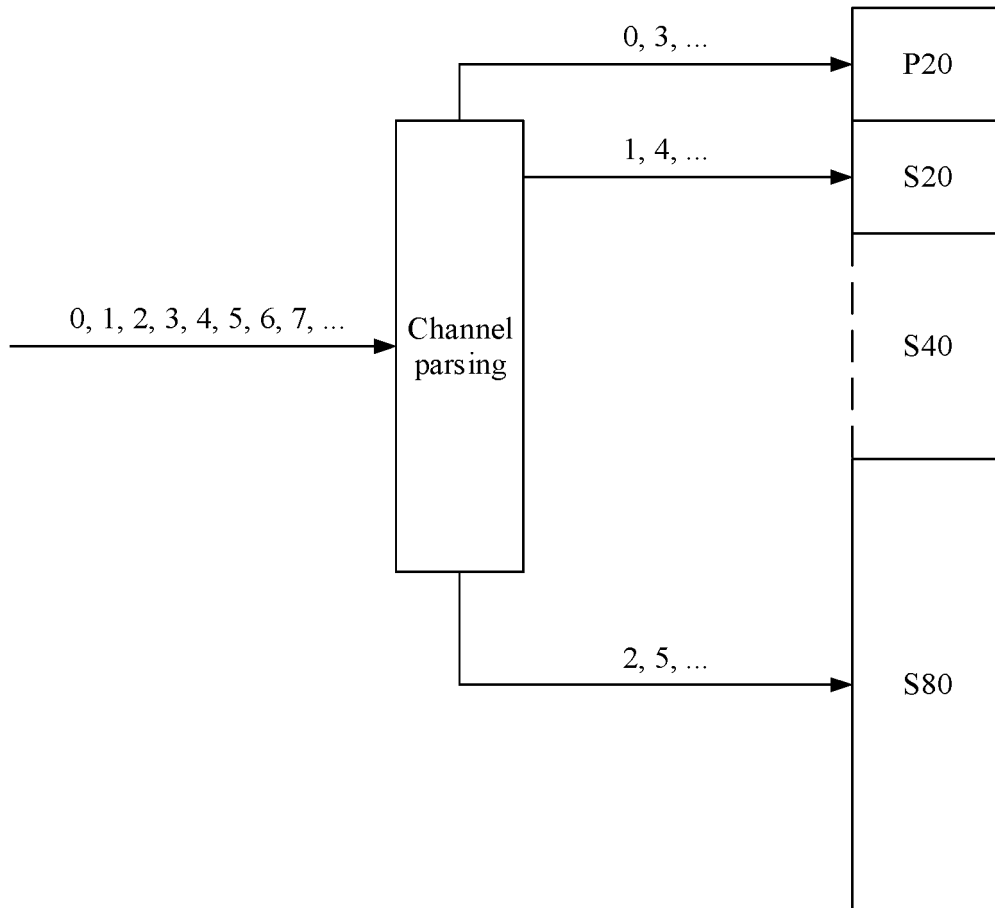 0, 3, ...
P20
1, 4, ...
S20
0, 1, 2, 3, 4, 5, 6, 7, ...
Channel
parsing
S40
2, 5, ...
S80